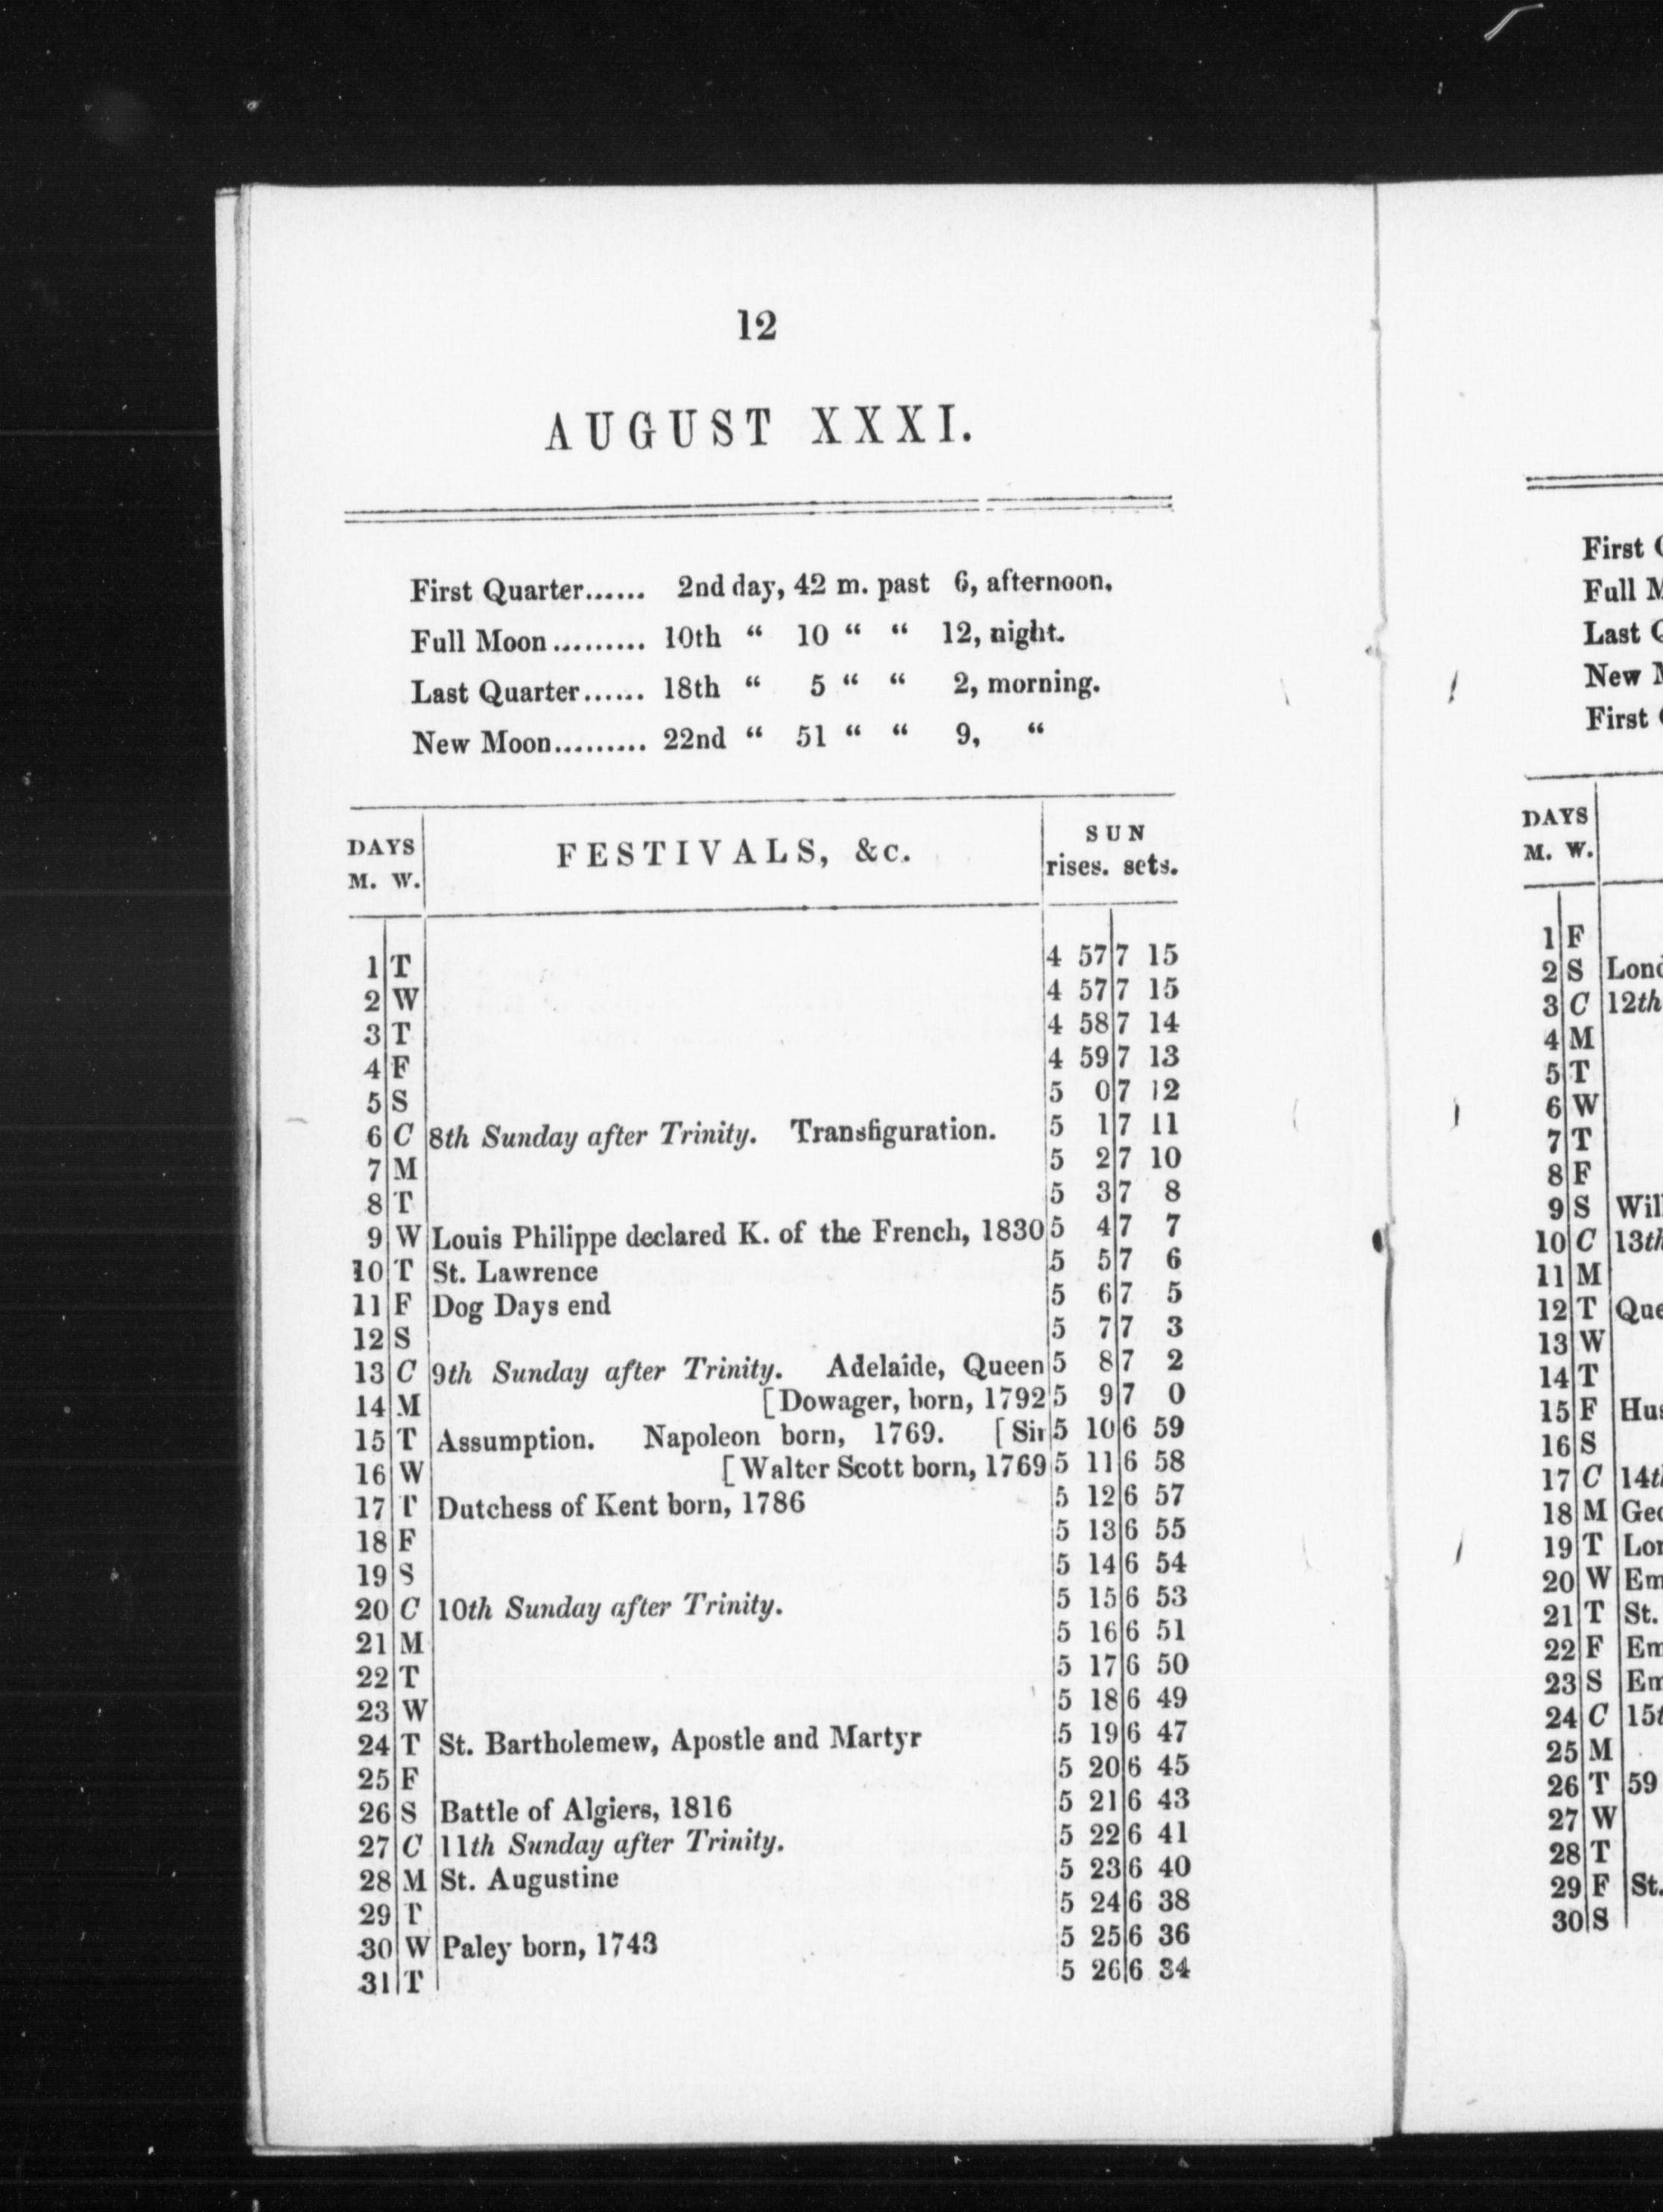 12
AUGUST XXXI.
First Quarter...... 2nd day, 42 m. past 6, afternoon.
Full Moon......... 10th “ 10 “ “ 12, night.
Last Quarter...... 18th “ 5 “ “ 2, morning.
New Moon......... 22nd “ 51 “ “ 9, “
DAYS FESTIVALS, &c. SUN
M. W. rises. sets.
1 T 4 57 7 15
2 W 4 57 7 15
3 T 4 58 7 14
4 F 4 59 7 13
5 S 5 0 7 12
6 C 8th Sunday after Trinity. Transfiguration. 5 1 7 11
7 M 5 2 7 10
8 T 5 3 7 8
9 W Louis Philippe declared K. of the French, 1830 5 4 7 7
10 T St. Lawrence 5 5 7 6
11 F Dog Days end 5 6 7 5
12 S 5 7 7 3
13 C 9th Sunday after Trinity. Adelaide, Queen 5 8 7 2
14 M [Dowager, born, 1792 5 9 7 0
15 T Assumption. Napoleon born, 1769. [Sir 5 10 6 59
16 W [Walter Scott born, 1769 5 11 6 58
17 T Dutchess of Kent born, 1786 5 12 6 57
18 F 5 13 6 55
19 S 5 14 6 54
20 C 10th Sunday after Trinity. 5 15 6 53
21 M 5 16 6 51
22 T 5 17 6 50
23 W 5 18 6 49
24 T St. Bartholemew, Apostle and Martyr 5 19 6 47
25 F 5 20 6 45
26 S Battle of Algiers, 1816 5 21 6 43
27 C 11th Sunday after Trinity. 5 22 6 41
28 M St. Augustine 5 23 6 40
29 T 5 24 6 38
30 W Paley born, 1743 5 25 6 36
31 T 5 26 6 34
First
Full
Last
New
First
DAYS
M. W.
1 F
2 S
3 C 12th
4 M
5 T
6 W
7 T
8 F
9 S Will
10 C 13th
11 M
12 T Que
13 W
14 T
15 F Hus
16 S
17 C 14th
18 M Geo
19 T Lor
20 W Em
21 T St.
22 F Em
23 S Em
24 C 15t
25 M
26 T 59
27 W
28 T
29 F St.
30 S